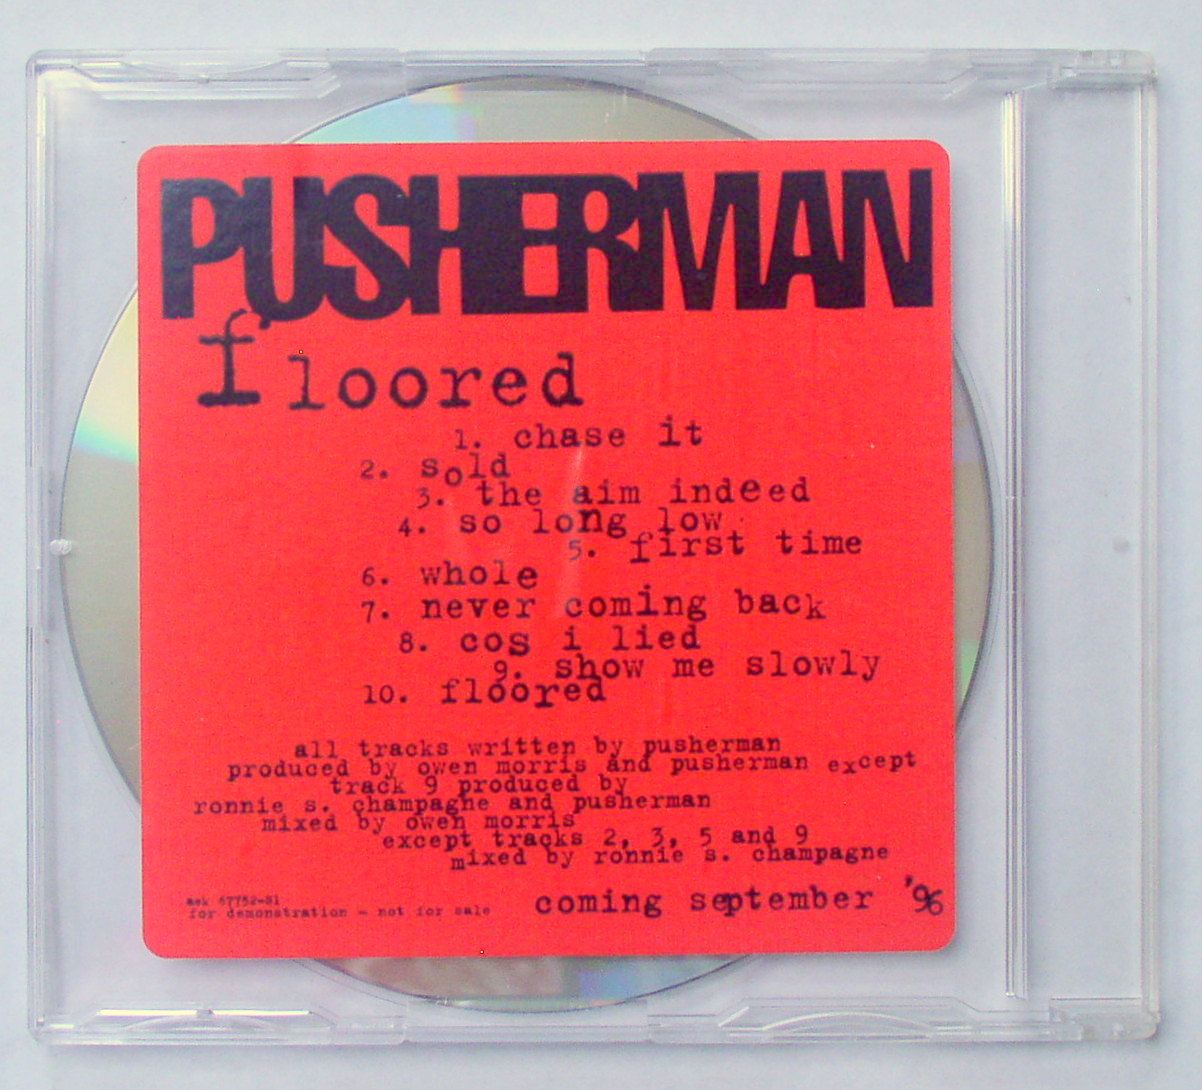 PUSHERMAN
floored
1. chase it
2. sold
3. the aim indeed
4. so long low
5. first time
6. whole
7. never coming back
8. cos i lied
9. show me slowly
10. floored
all tracks written by pusherman
produced by owen morris and pusherman except
track 9 produced by
ronnie s. champagne and pusherman
mixed by owen morris
except tracks 2, 3, 5 and 9
mixed by ronnie s. champagne
coming september '96
for demonstration - not for sale